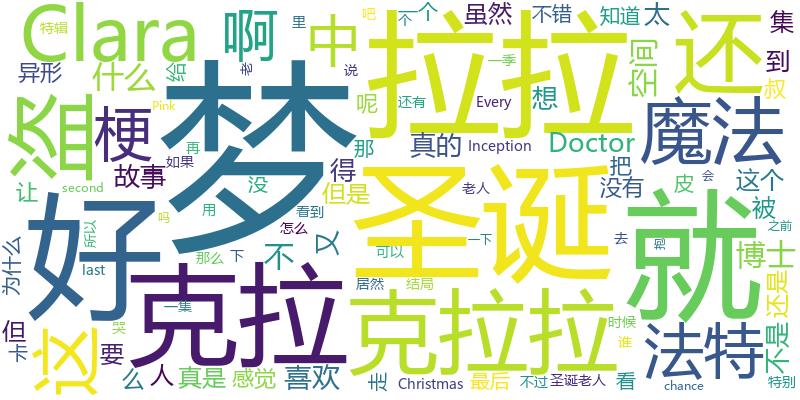 特辑
Clara
啊
中
吧
里
个
一个
虽然
不错
知道
太
集
拉拉
还
到
异形
什么
给
老
说
一季
空间
叔
Pink
呢
还有
Every
想
盗
梗
梦
魔法
故事
再
如果
真的
Inception
Doctor
那
把
得
没
让
second
但是
老人
没有
皮
会
这个
被
好
圣诞
就
吗
用
看到
怎么
不
又
可以
一下
去
之前
博士
为什么
所以
last
那么
下
居然
结局
还是
克拉
克拉拉
但
一集
时候
谁
法特
不是
卡
这
要
哭
么
人
真是
感觉
喜欢
走
Christmas
最后
不过
圣诞老人
看
chance
特别